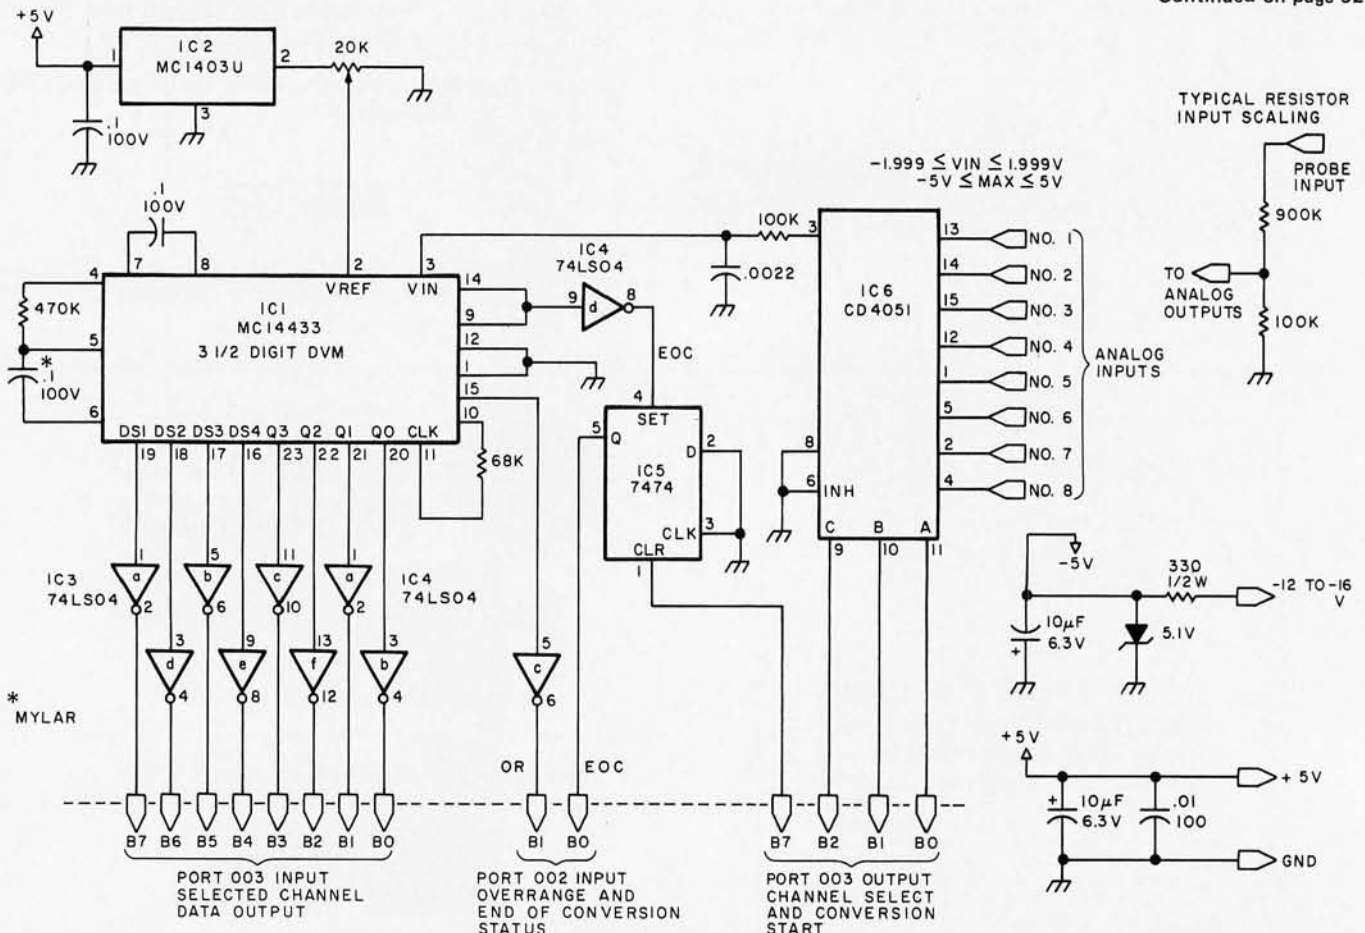 Continued on page 32
+5V
1
IC2
MC1403U
2
20K
3
.1
100V
TYPICAL RESISTOR
INPUT SCALING
PROBE
INPUT
900K
TO
ANALOG
OUTPUTS
100K
-1.999 ≤ VIN ≤ 1.999V
-5V ≤ MAX ≤ 5V
.1
100V
7
8
2
3
VREF
VIN
4
470K
5
*
.1
100V
6
IC1
MC14433
3 1/2 DIGIT DVM
14
9
12
1
15
10
68K
DS1 DS2 DS3 DS4 Q3 Q2 Q1 Q0 CLK
19 18 17 16 23 22 21 20 11
IC4
74LS04
9
d
8
EOC
100K
.0022
4
SET
5
Q
D
2
IC5
7474
CLK
3
CLR
1
3
IC6
CD4051
8
6
INH
C B A
9 10 11
13
NO. 1
14
NO. 2
15
NO. 3
12
NO. 4
1
NO. 5
5
NO. 6
2
NO. 7
4
NO. 8
ANALOG
INPUTS
IC3
74LS04
1
a
2
5
b
6
11
c
10
1
a
2
IC4
74LS04
3
d
4
9
e
8
13
f
12
3
b
4
5
c
6
*
MYLAR
OR
EOC
-5V
10µF
6.3V
+
5.1V
33Ω
1/2W
-12 TO-16
V
+5V
+
10µF
6.3V
.01
100
+ 5V
GND
B7 B6 B5 B4 B3 B2 B1 B0
PORT 003 INPUT
SELECTED CHANNEL
DATA OUTPUT
B1 B0
PORT 002 INPUT
OVERRANGE AND
END OF CONVERSION
STATUS
B7 B2 B1 B0
PORT 003 OUTPUT
CHANNEL SELECT
AND CONVERSION
START